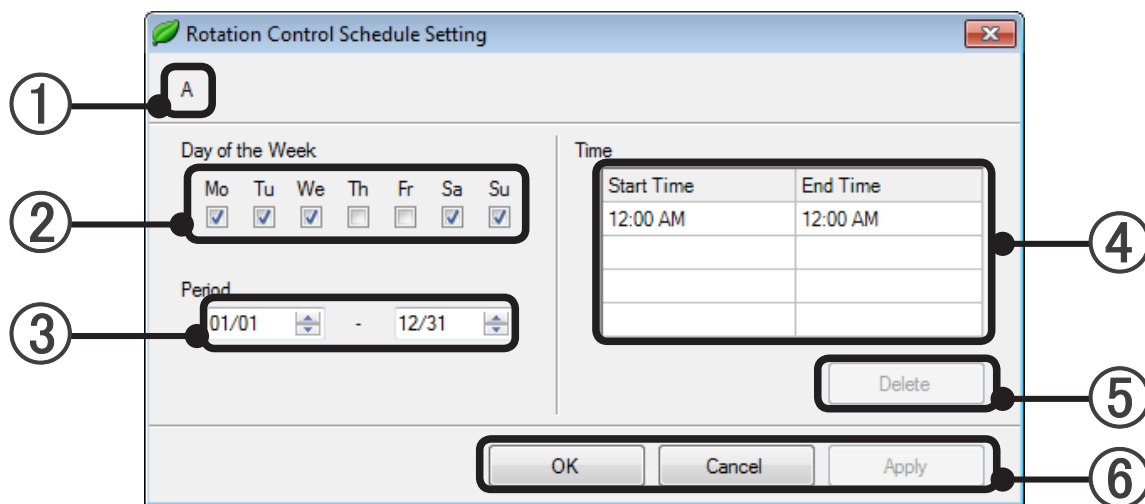 Rotation Control Schedule Setting
A
①
Day of the Week
Mo Tu We Th Fr Sa Su
②
Period
01/01 - 12/31
③
Time
Start Time End Time
12:00 AM 12:00 AM
④
Delete
⑤
OK Cancel Apply
⑥